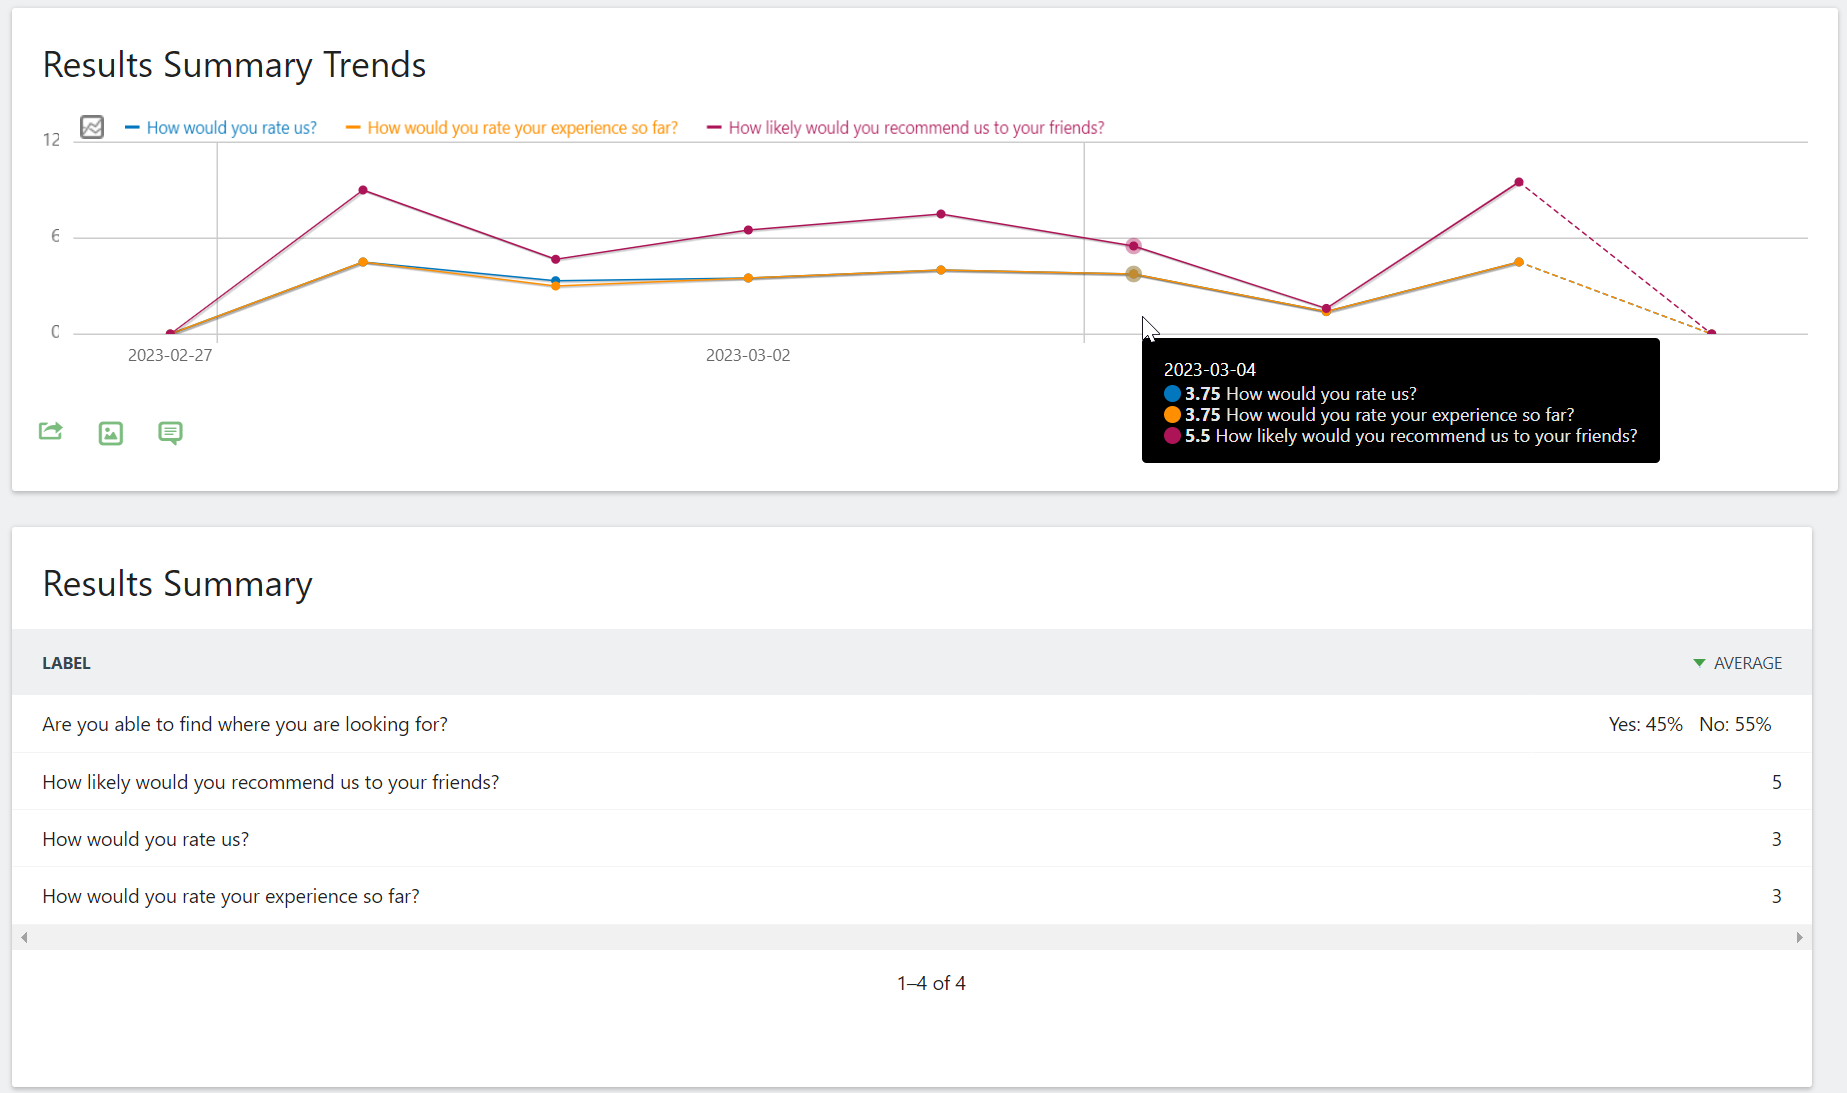 Results Summary Trends
How would you rate us? How would you rate your experience so far? How likely would you recommend us to your friends?
12
6
0
2023-02-27 2023-03-02
2023-03-04
3.75 How would you rate us?
3.75 How would you rate your experience so far?
5.5 How likely would you recommend us to your friends?
Results Summary
LABEL AVERAGE
Are you able to find where you are looking for? Yes: 45% No: 55%
How likely would you recommend us to your friends? 5
How would you rate us? 3
How would you rate your experience so far? 3
1–4 of 4